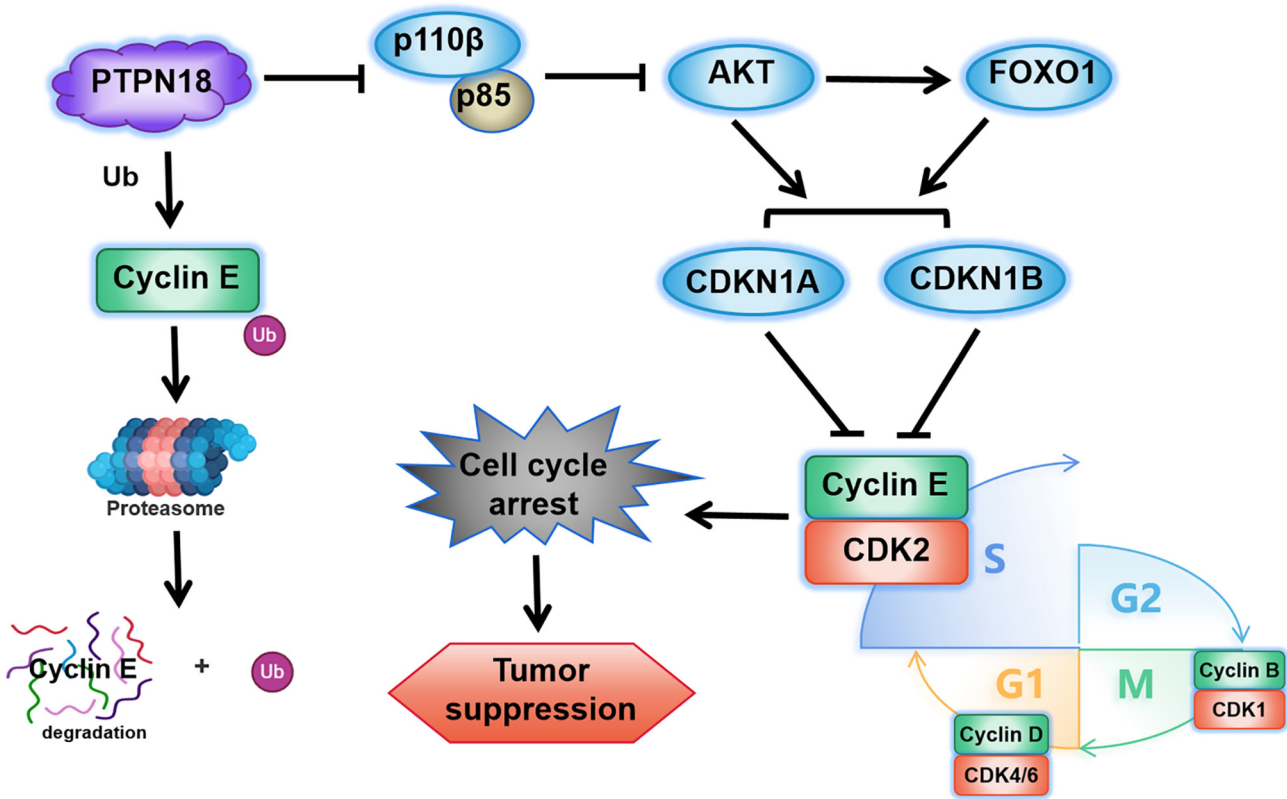 PTPN18
p110β
p85
AKT
FOXO1
Ub
Cyclin E
Ub
CDKN1A
CDKN1B
Proteasome
Cell cycle
arrest
Cyclin E
CDK2
S
G2
G1
M
Cyclin B
CDK1
Cyclin D
CDK4/6
Cyclin E
+
Ub
degradation
Tumor
suppression